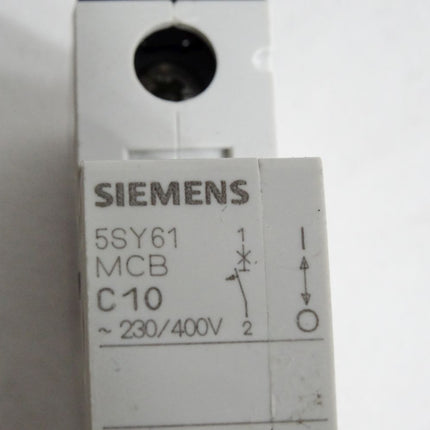 SIEMENS
5SY61 1 I
MCB
C10
~ 230/400V 2 O